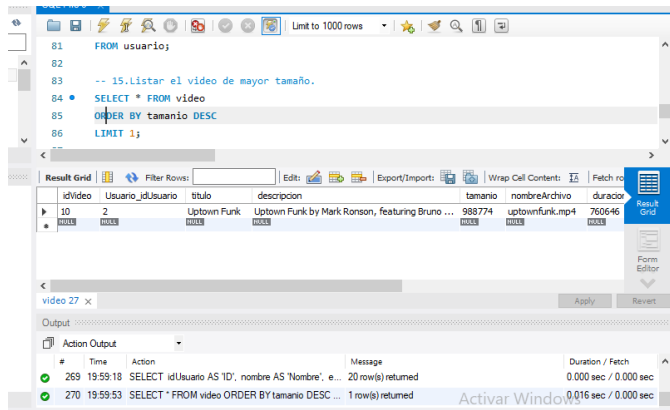 Limit to 1000 rows
81 FROM usuario;
82
83 -- 15.Listar el video de mayor tamaño.
84 SELECT * FROM video
85 ORDER BY tamanio DESC
86 LIMIT 1;
Result Grid Filter Rows: Edit: Export/Import: Wrap Cell Content: Fetch ro
idVideo Usuario_idUsuario titulo descripcion tamanio nombreArchivo duracion
10 2 Uptown Funk Uptown Funk by Mark Ronson, featuring Bruno ... 988774 uptownfunk.mp4 760646
NULL NULL NULL NULL NULL NULL NULL
Result Grid
Form Editor
video 27 Apply Revert
Output
Action Output
# Time Action Message Duration / Fetch
269 19:59:18 SELECT idUsuario AS 'ID', nombre AS 'Nombre', e... 20 row(s) returned 0.000 sec / 0.000 sec
270 19:59:53 SELECT * FROM video ORDER BY tamanio DESC ... 1 row(s) returned 0.016 sec / 0.000 sec
Activar Windows